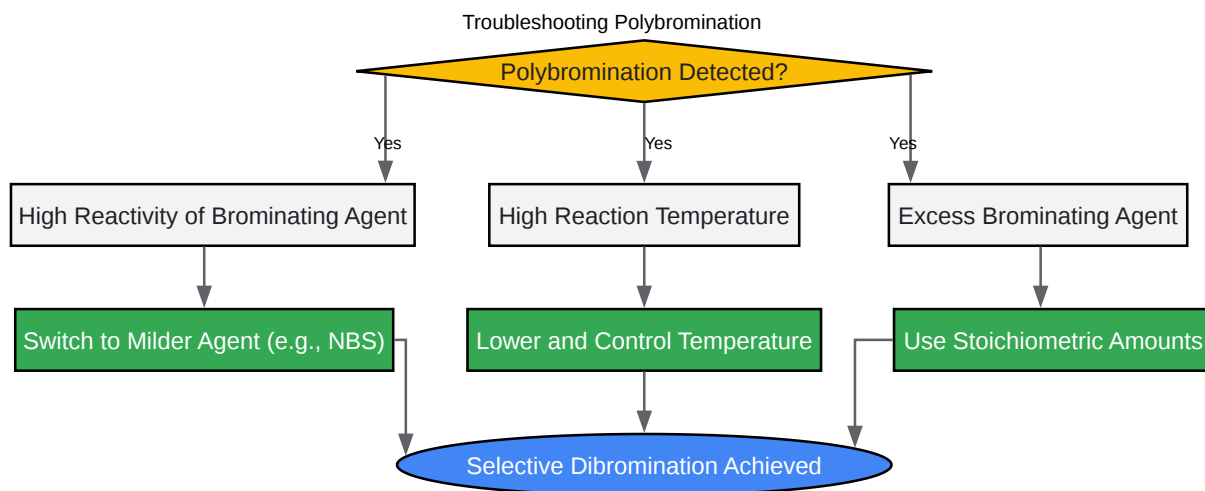 Troubleshooting Polybromination
Polybromination Detected?
Yes
Yes
Yes
High Reactivity of Brominating Agent
High Reaction Temperature
Excess Brominating Agent
Switch to Milder Agent (e.g., NBS)
Lower and Control Temperature
Use Stoichiometric Amounts
Selective Dibromination Achieved